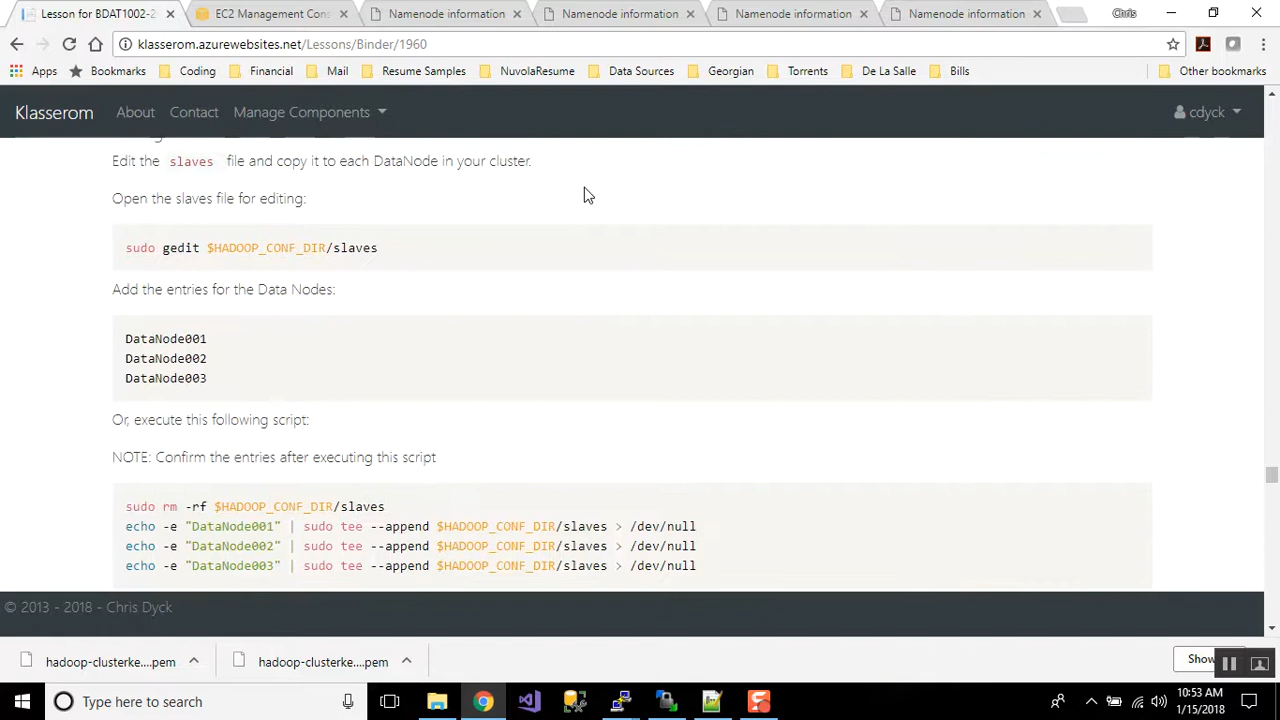 Lesson for BDAT1002-2
EC2 Management Cons
Namenode information
Namenode information
Namenode information
Namenode information
Chris
klasserom.azurewebsites.net/Lessons/Binder/1960
Apps
Bookmarks
Coding
Financial
Mail
Resume Samples
NuvolaResume
Data Sources
Georgian
Torrents
De La Salle
Bills
Other bookmarks
Klasserom
About
Contact
Manage Components
cdyck
Edit the slaves file and copy it to each DataNode in your cluster.
Open the slaves file for editing:
sudo gedit $HADOOP_CONF_DIR/slaves
Add the entries for the Data Nodes:
DataNode001
DataNode002
DataNode003
Or, execute this following script:
NOTE: Confirm the entries after executing this script
sudo rm -rf $HADOOP_CONF_DIR/slaves
echo -e "DataNode001" | sudo tee --append $HADOOP_CONF_DIR/slaves > /dev/null
echo -e "DataNode002" | sudo tee --append $HADOOP_CONF_DIR/slaves > /dev/null
echo -e "DataNode003" | sudo tee --append $HADOOP_CONF_DIR/slaves > /dev/null
© 2013 - 2018 - Chris Dyck
hadoop-clusterke....pem
hadoop-clusterke....pem
Show
Type here to search
10:53 AM
1/15/2018